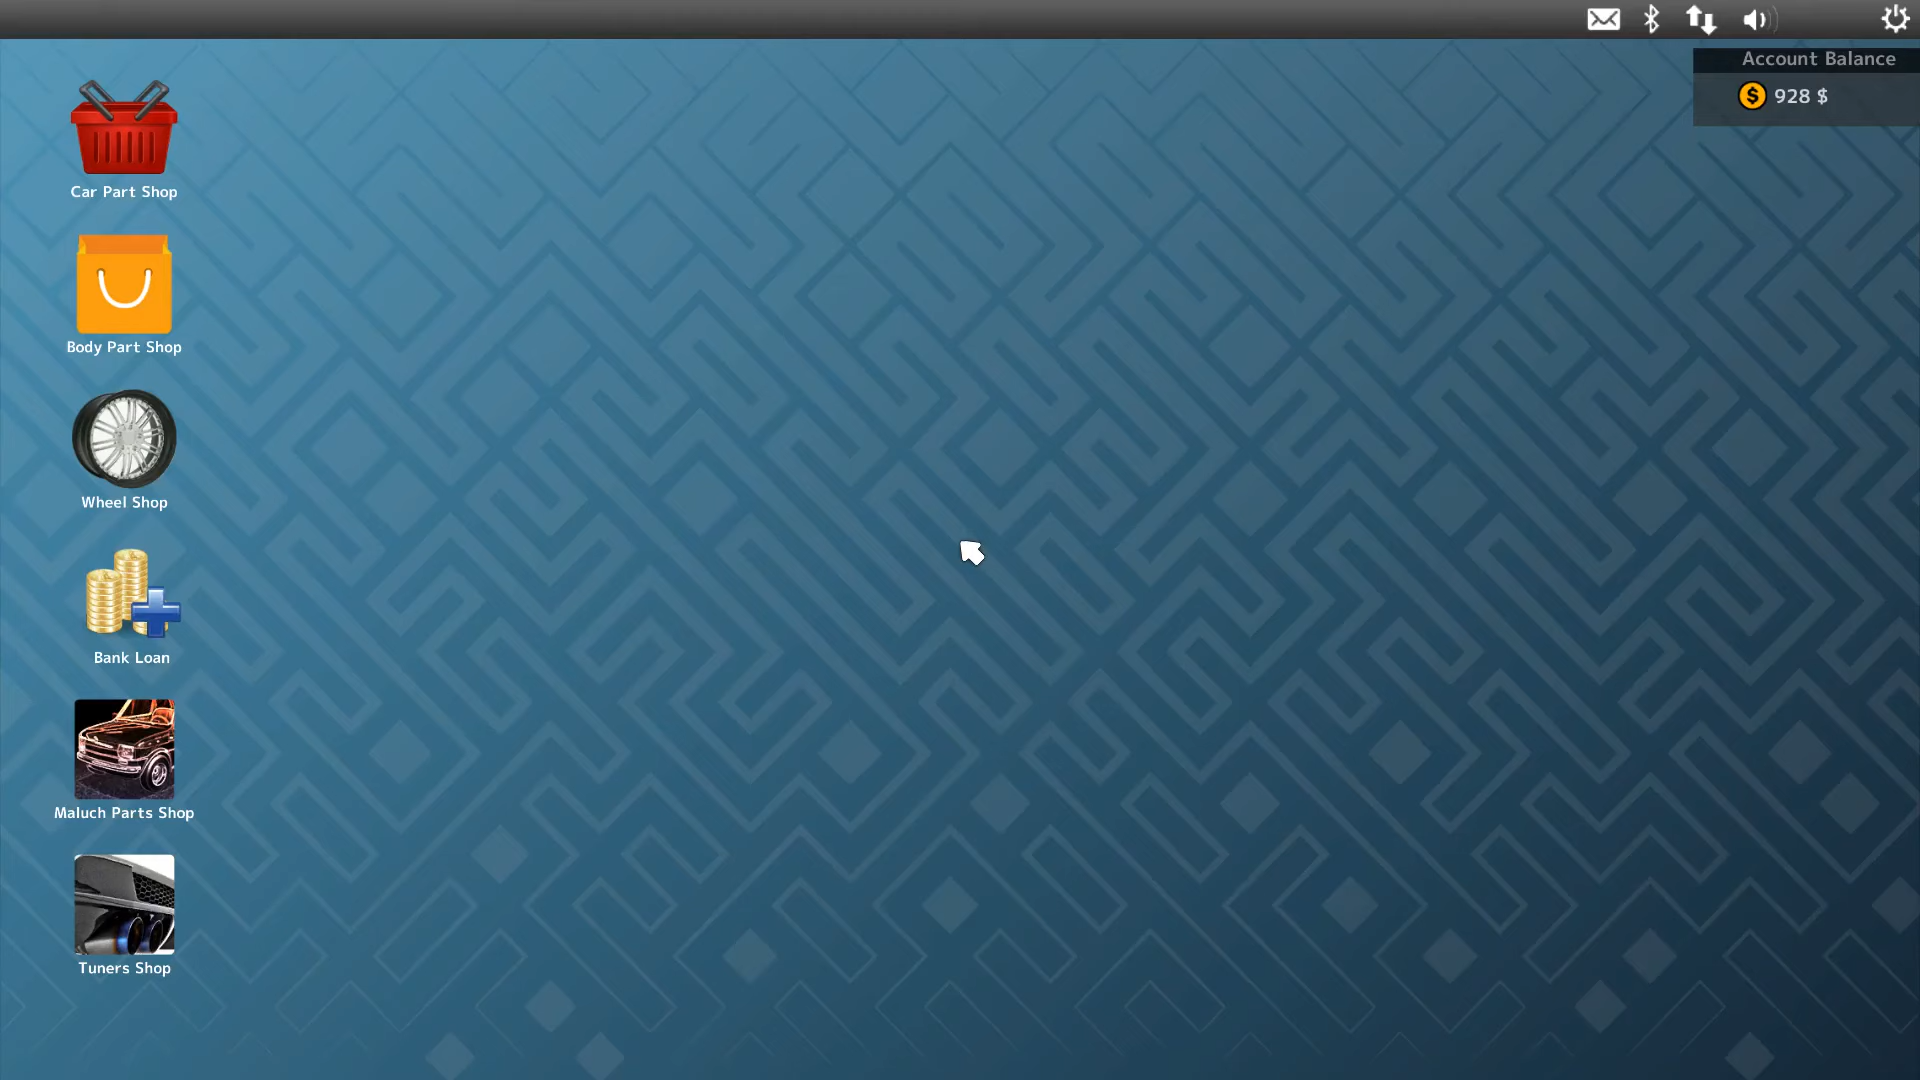 Account Balance
928 $
Car Part Shop
Body Part Shop
Wheel Shop
Bank Loan
Maluch Parts Shop
Tuners Shop